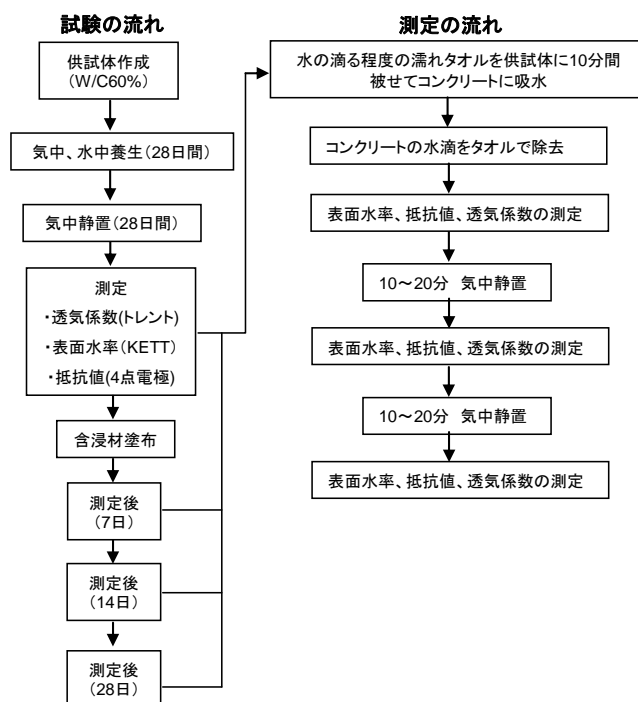 試験の流れ
供試体作成
(W/C60%)
気中、水中養生(28日間)
気中静置(28日間)
測定
・透気係数(トレント)
・表面水率(KETT)
・抵抗値(4点電極)
含浸材塗布
測定後
(7日)
測定後
(14日)
測定後
(28日)
測定の流れ
水の滴る程度の濡れタオルを供試体に10分間
被せてコンクリートに吸水
コンクリートの水滴をタオルで除去
表面水率、抵抗値、透気係数の測定
10～20分 気中静置
表面水率、抵抗値、透気係数の測定
10～20分 気中静置
表面水率、抵抗値、透気係数の測定